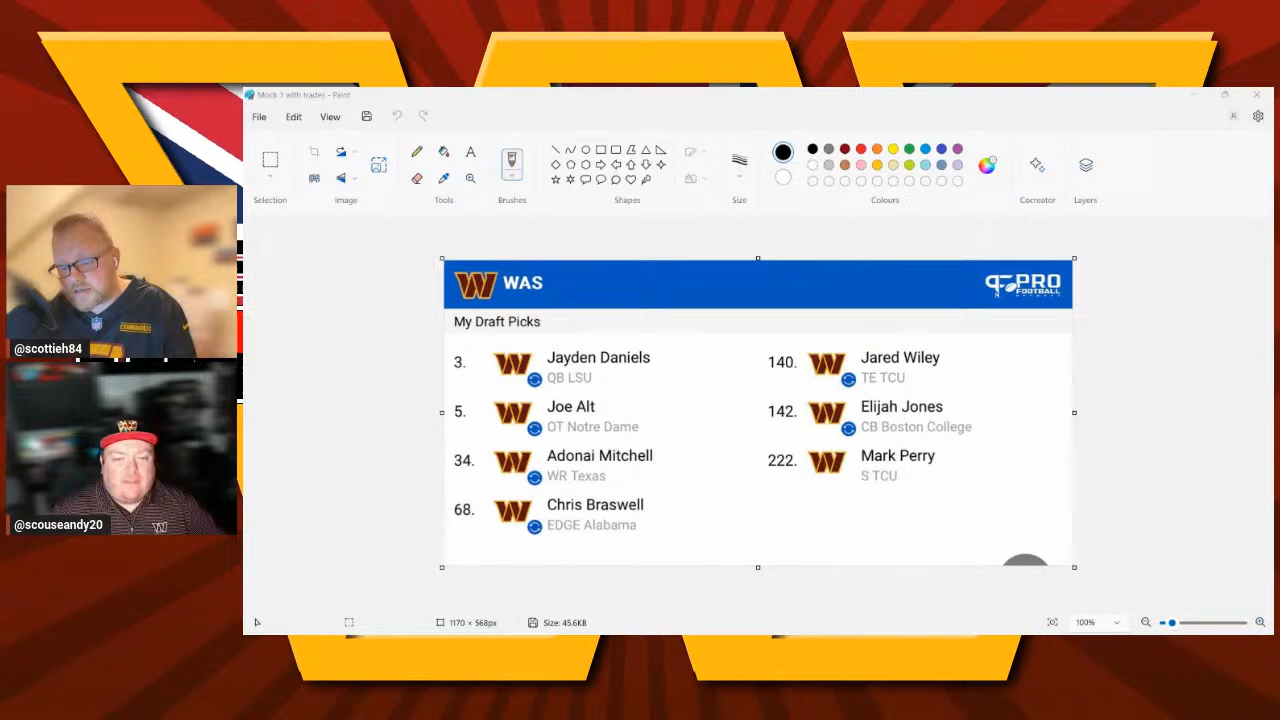 Mock 3 with trades - Paint
File Edit View
Selection Image Tools Brushes Shapes Size Colours Cocreator Layers
WAS
PRO
FOOTBALL
My Draft Picks
3. Jayden Daniels
QB LSU
5. Joe Alt
OT Notre Dame
34. Adonai Mitchell
WR Texas
68. Chris Braswell
EDGE Alabama
140. Jared Wiley
TE TCU
142. Elijah Jones
CB Boston College
222. Mark Perry
S TCU
@scottieh84
@scouseandy20
1170 × 568px
Size: 45.6KB
100%